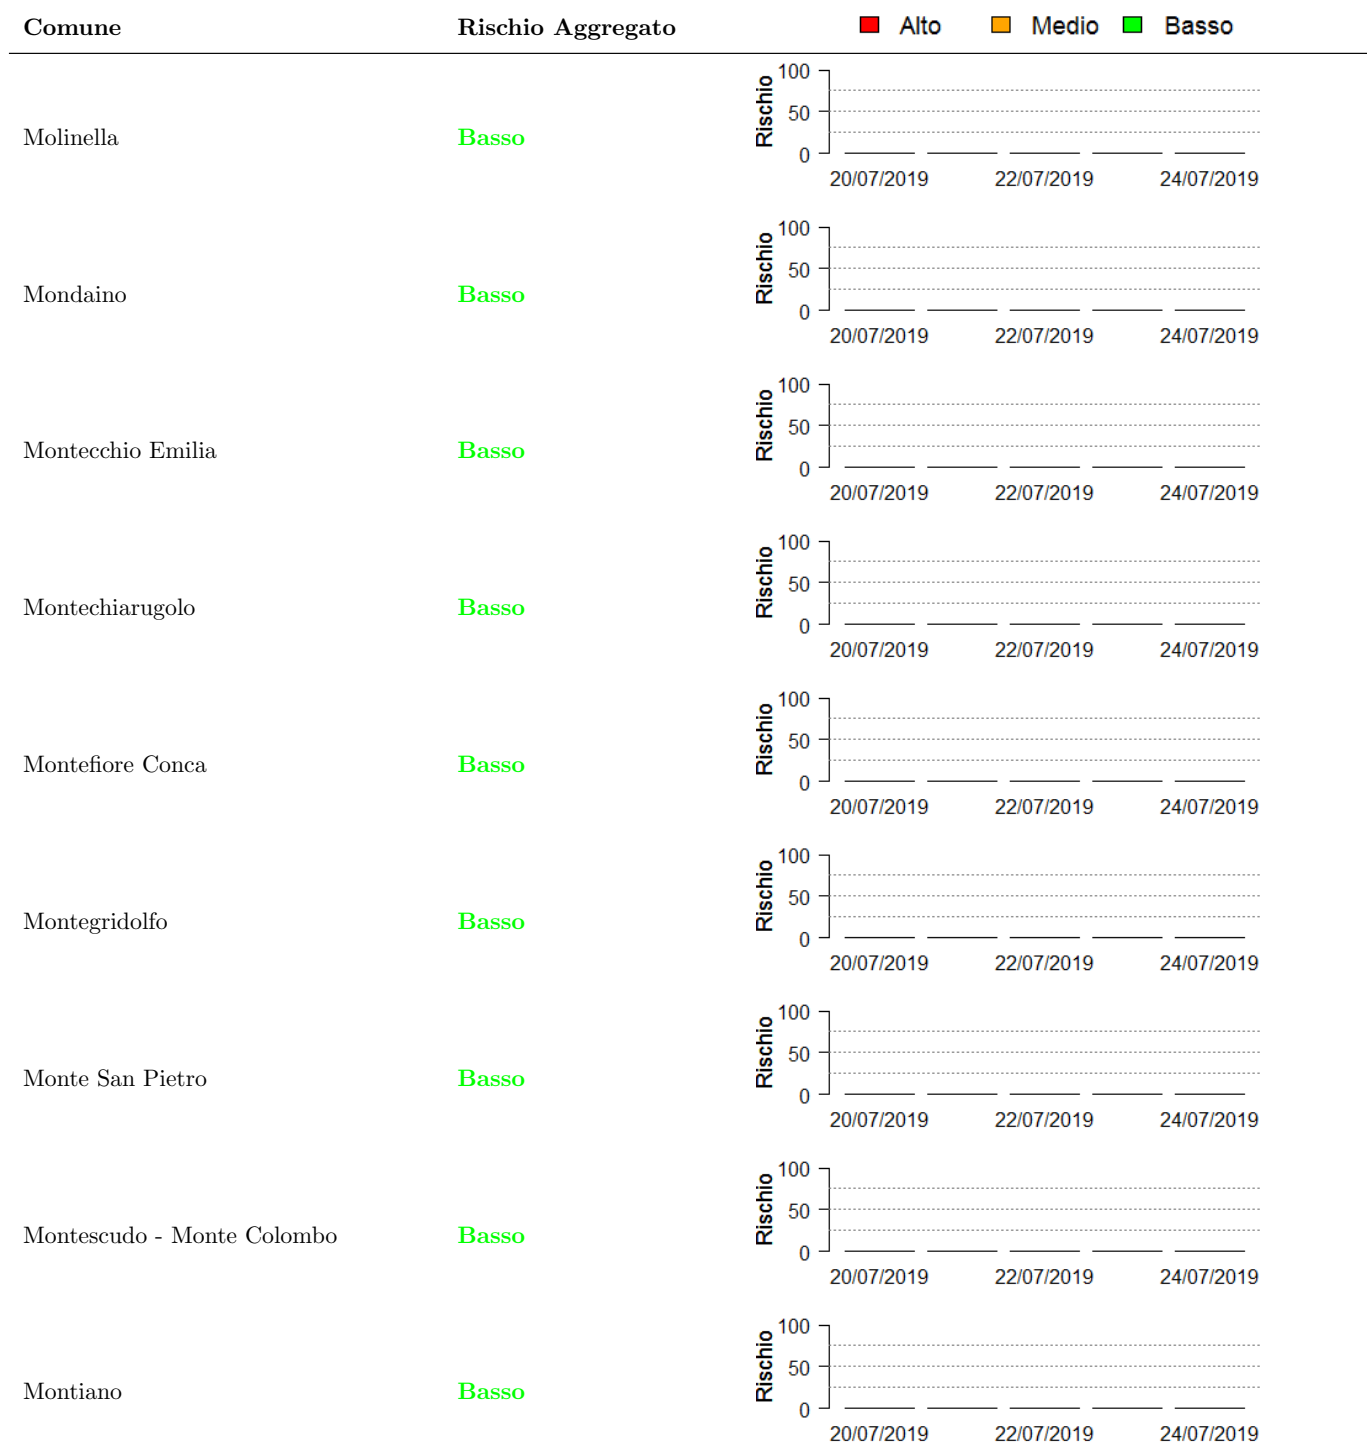 Comune Rischio Aggregato Alto Medio Basso
100
50
0
Rischio
Molinella Basso
20/07/2019 22/07/2019 24/07/2019
100
50
0
Rischio
Mondaino Basso
20/07/2019 22/07/2019 24/07/2019
100
50
0
Rischio
Montecchio Emilia Basso
20/07/2019 22/07/2019 24/07/2019
100
50
0
Rischio
Montechiarugolo Basso
20/07/2019 22/07/2019 24/07/2019
100
50
0
Rischio
Montefiore Conca Basso
20/07/2019 22/07/2019 24/07/2019
100
50
0
Rischio
Montegridolfo Basso
20/07/2019 22/07/2019 24/07/2019
100
50
0
Rischio
Monte San Pietro Basso
20/07/2019 22/07/2019 24/07/2019
100
50
0
Rischio
Montescudo - Monte Colombo Basso
20/07/2019 22/07/2019 24/07/2019
100
50
0
Rischio
Montiano Basso
20/07/2019 22/07/2019 24/07/2019